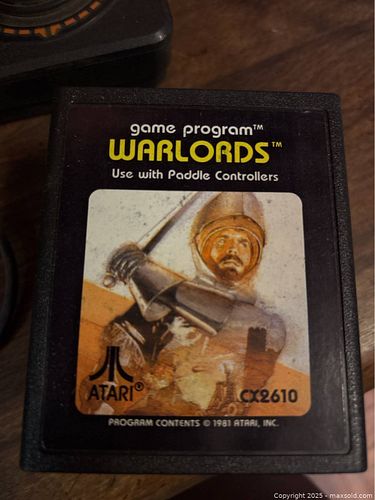 game program™
WARLORDS™
Use with Paddle Controllers
ATARI®
CX2610
PROGRAM CONTENTS © 1981 ATARI, INC.
Copyright 2025 - maxsold.com